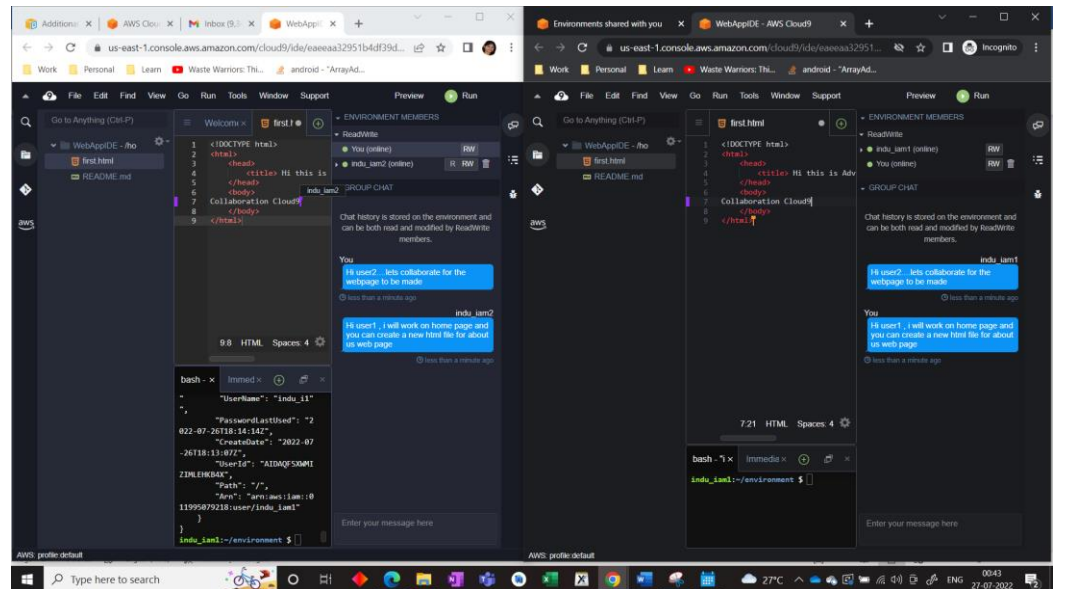 Additiona
AWS Clou
Inbox (9,3
WebAppI
us-east-1.console.aws.amazon.com/cloud9/ide/eaeeaa32951b4df39d...
Work Personal Learn Waste Warriors: Thi... android - "ArrayAd...
File Edit Find View Go Run Tools Window Support Preview Run
Go to Anything (Ctrl-P)
WebAppIDE - /ho
first.html
README.md
Welcom
first.h
1 <!DOCTYPE html>
2 <html>
3 <head>
4 <title> Hi this is
5 </head>
6 <body>
7 Collaboration Cloud9
8 </body>
9 </html>
indu_iam2
9:8 HTML Spaces: 4
bash - Immed
" "UserName": "indu_i1"
",
"PasswordLastUsed": "2
022-07-26T18:14:14Z",
"CreateDate": "2022-07
-26T18:13:07Z",
"UserId": "AIDAQFSXWMI
ZIMLEHKB4X",
"Path": "/",
"Arn": "arn:aws:iam::0
11995079218:user/indu_iam1"
}
}
indu_iam1:~/environment $
ENVIRONMENT MEMBERS
ReadWrite
You (online) RW
indu_iam2 (online) R RW
GROUP CHAT
Chat history is stored on the environment and
can be both read and modified by ReadWrite
members.
You
Hi user2....lets collaborate for the
webpage to be made
less than a minute ago
indu_iam2
Hi user1 , i will work on home page and
you can create a new html file for about
us web page
less than a minute ago
Enter your message here
AWS: profile:default
Environments shared with you
WebAppIDE - AWS Cloud9
us-east-1.console.aws.amazon.com/cloud9/ide/eaeeaa32951...
Incognito
Work Personal Learn Waste Warriors: Thi... android - "ArrayAd...
File Edit Find View Go Run Tools Window Support Preview Run
Go to Anything (Ctrl-P)
WebAppIDE - /ho
first.html
README.md
first.html
1 <!DOCTYPE html>
2 <html>
3 <head>
4 <title> Hi this is Adv
5 </head>
6 <body>
7 Collaboration Cloud9
8 </body>
9 </html>
7:21 HTML Spaces: 4
bash - "i Immedia
indu_iam1:~/environment $
ENVIRONMENT MEMBERS
ReadWrite
indu_iam1 (online) RW
You (online) RW
GROUP CHAT
Chat history is stored on the environment and
can be both read and modified by ReadWrite
members.
indu_iam1
Hi user2....lets collaborate for the
webpage to be made
less than a minute ago
You
Hi user1 , i will work on home page and
you can create a new html file for about
us web page
less than a minute ago
Enter your message here
AWS: profile:default
Type here to search
27°C
ENG
00:43
27-07-2022
2